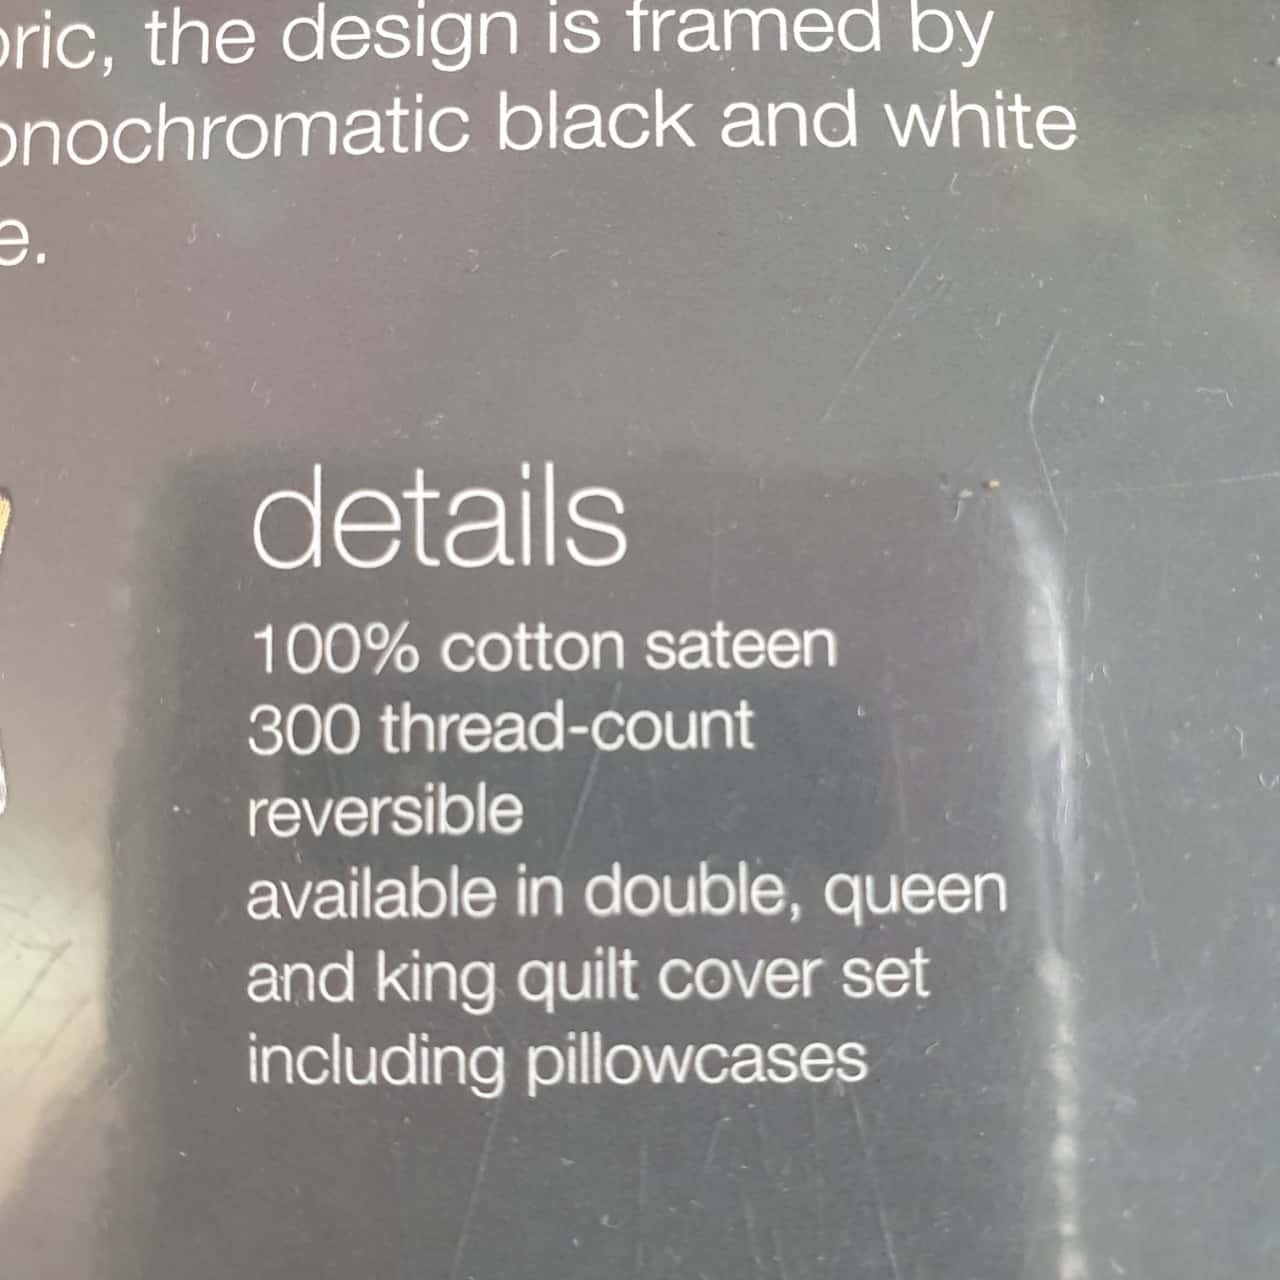 the design is framed by
black and white
details
100% cotton sateen
300 thread-count
reversible
available in double, queen
and king quilt cover set
including pillowcases